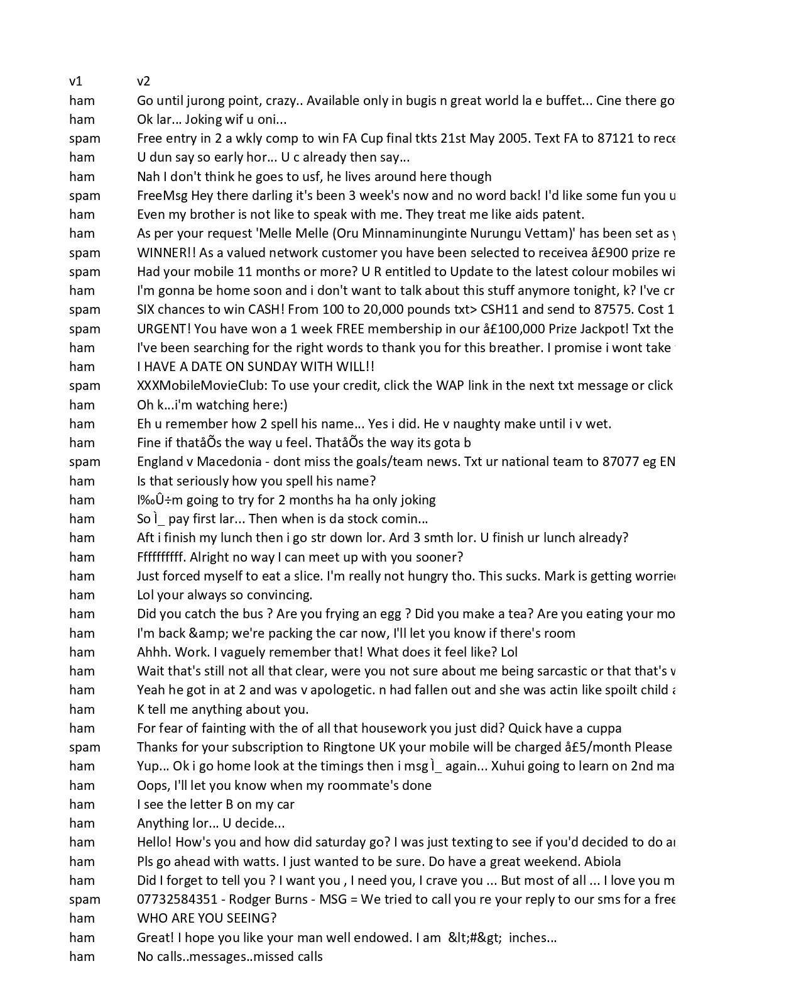 v1 v2
ham Go until jurong point, crazy.. Available only in bugis n great world la e buffet... Cine there go
ham Ok lar... Joking wif u oni...
spam Free entry in 2 a wkly comp to win FA Cup final tkts 21st May 2005. Text FA to 87121 to rece
ham U dun say so early hor... U c already then say...
ham Nah I don't think he goes to usf, he lives around here though
spam FreeMsg Hey there darling it's been 3 week's now and no word back! I'd like some fun you u
ham Even my brother is not like to speak with me. They treat me like aids patent.
ham As per your request 'Melle Melle (Oru Minnaminunginte Nurungu Vettam)' has been set as
spam WINNER!! As a valued network customer you have been selected to receivea å£900 prize re
spam Had your mobile 11 months or more? U R entitled to Update to the latest colour mobiles wi
ham I'm gonna be home soon and i don't want to talk about this stuff anymore tonight, k? I've cr
spam SIX chances to win CASH! From 100 to 20,000 pounds txt> CSH11 and send to 87575. Cost 1
spam URGENT! You have won a 1 week FREE membership in our å£100,000 Prize Jackpot! Txt the
ham I've been searching for the right words to thank you for this breather. I promise i wont take
ham I HAVE A DATE ON SUNDAY WITH WILL!!
spam XXXMobileMovieClub: To use your credit, click the WAP link in the next txt message or click
ham Oh k...i'm watching here:)
ham Eh u remember how 2 spell his name... Yes i did. He v naughty make until i v wet.
ham Fine if thatåÕs the way u feel. ThatåÕs the way its gota b
spam England v Macedonia - dont miss the goals/team news. Txt ur national team to 87077 eg EN
ham Is that seriously how you spell his name?
ham I‰Û÷m going to try for 2 months ha ha only joking
ham So Ì_ pay first lar... Then when is da stock comin...
ham Aft i finish my lunch then i go str down lor. Ard 3 smth lor. U finish ur lunch already?
ham Ffffffffff. Alright no way I can meet up with you sooner?
ham Just forced myself to eat a slice. I'm really not hungry tho. This sucks. Mark is getting worrie
ham Lol your always so convincing.
ham Did you catch the bus ? Are you frying an egg ? Did you make a tea? Are you eating your mo
ham I'm back &amp; we're packing the car now, I'll let you know if there's room
ham Ahhh. Work. I vaguely remember that! What does it feel like? Lol
ham Wait that's still not all that clear, were you not sure about me being sarcastic or that that's
ham Yeah he got in at 2 and was v apologetic. n had fallen out and she was actin like spoilt child
ham K tell me anything about you.
ham For fear of fainting with the of all that housework you just did? Quick have a cuppa
spam Thanks for your subscription to Ringtone UK your mobile will be charged å£5/month Please
ham Yup... Ok i go home look at the timings then i msg Ì_ again... Xuhui going to learn on 2nd ma
ham Oops, I'll let you know when my roommate's done
ham I see the letter B on my car
ham Anything lor... U decide...
ham Hello! How's you and how did saturday go? I was just texting to see if you'd decided to do a
ham Pls go ahead with watts. I just wanted to be sure. Do have a great weekend. Abiola
ham Did I forget to tell you ? I want you , I need you, I crave you ... But most of all ... I love you m
spam 07732584351 - Rodger Burns - MSG = We tried to call you re your reply to our sms for a free
ham WHO ARE YOU SEEING?
ham Great! I hope you like your man well endowed. I am  &lt;#&gt;  inches...
ham No calls..messages..missed calls